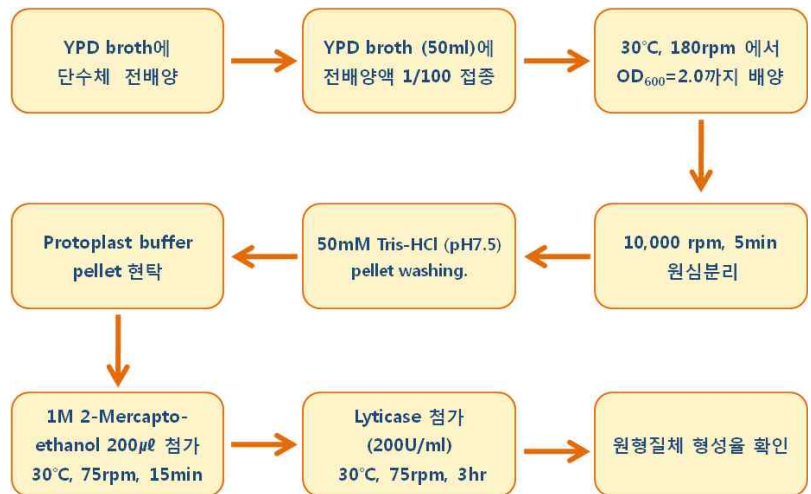 YPD broth에
단수체 전배양
YPD broth (50ml)에
전배양액 1/100 접종
30℃, 180rpm 에서
OD₆₀₀=2.0까지 배양
10,000 rpm, 5min
원심분리
50mM Tris-HCl (pH7.5)
pellet washing.
Protoplast buffer
pellet 현탁
1M 2-Mercapto-
ethanol 200㎕ 첨가
30℃, 75rpm, 15min
Lyticase 첨가
(200U/ml)
30℃, 75rpm, 3hr
원형질체 형성율 확인